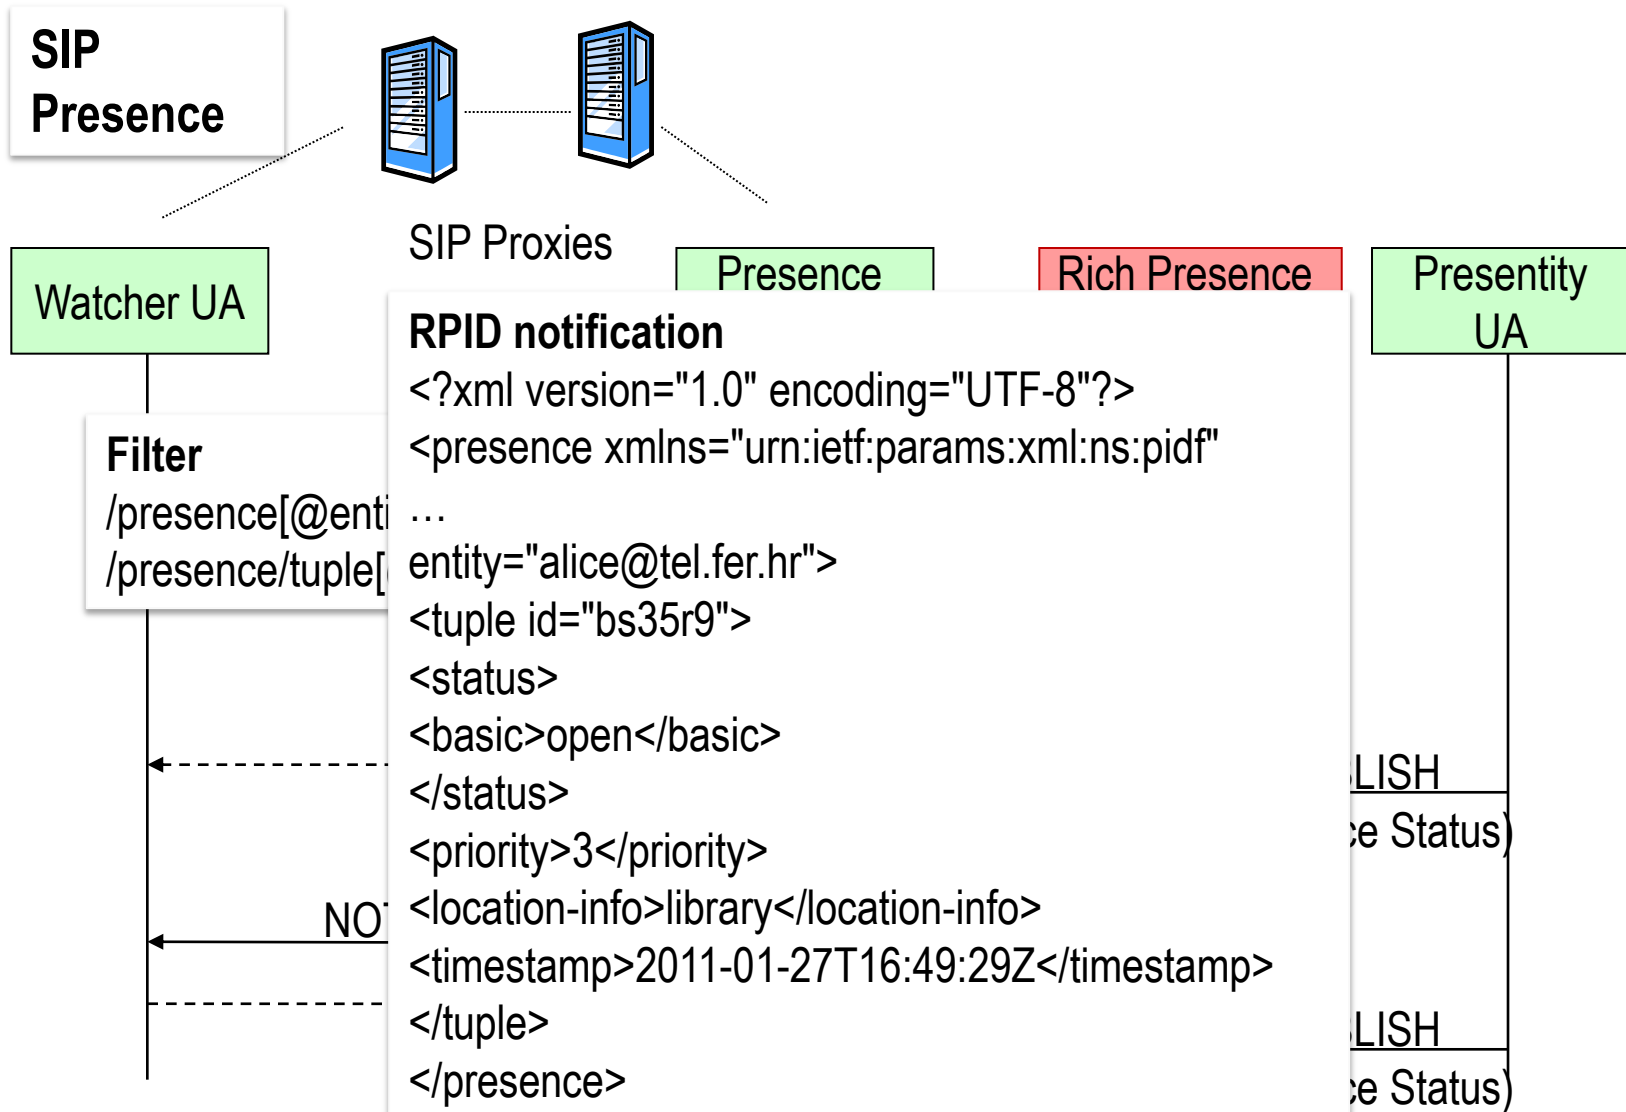 SIP
Presence
SIP Proxies
Watcher UA
Presence
Rich Presence
Presentity
UA
Filter
/presence[@enti
/presence/tuple[
RPID notification
<?xml version="1.0" encoding="UTF-8"?>
<presence xmlns="urn:ietf:params:xml:ns:pidf"
…
entity="alice@tel.fer.hr">
<tuple id="bs35r9">
<status>
<basic>open</basic>
</status>
<priority>3</priority>
<location-info>library</location-info>
<timestamp>2011-01-27T16:49:29Z</timestamp>
</tuple>
</presence>
LISH
ce Status)
NOT
LISH
ce Status)